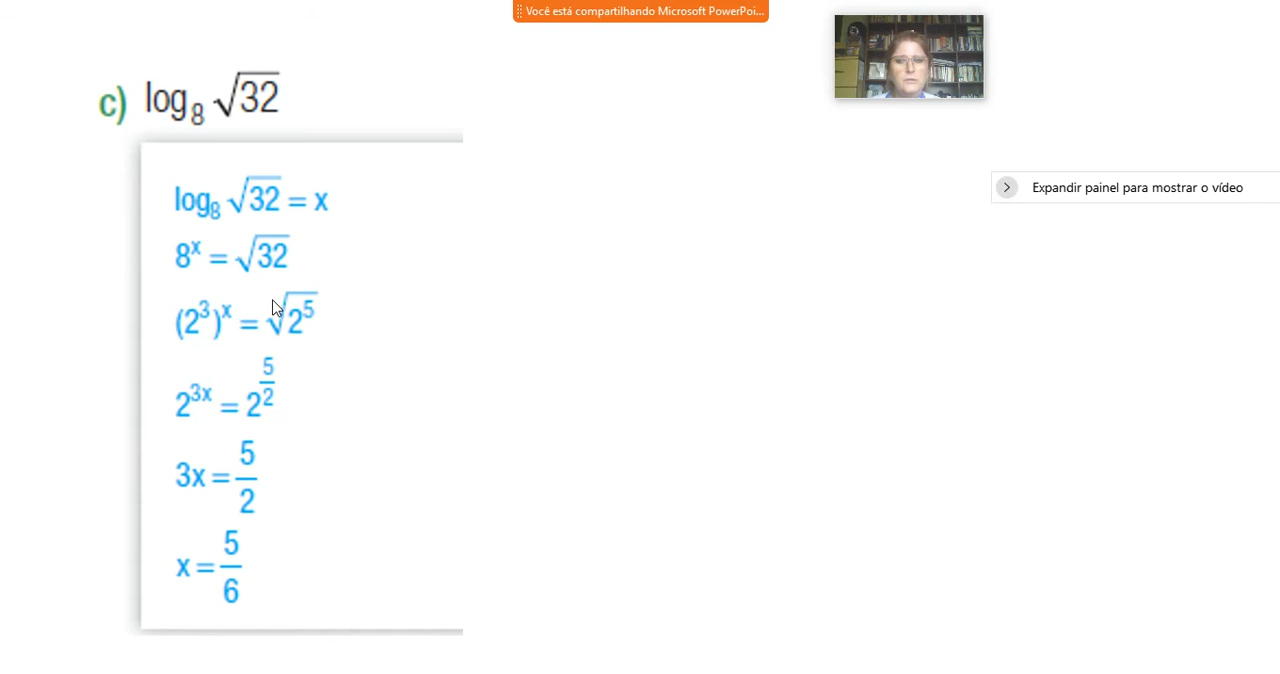 Você está compartilhando Microsoft PowerPoi...
c) log₈ √32
Expandir painel para mostrar o vídeo
log₈ √32 = x
8ˣ = √32
(2³)ˣ = √2⁵
2³ˣ = 2^(5/2)
3x = 5/2
x = 5/6